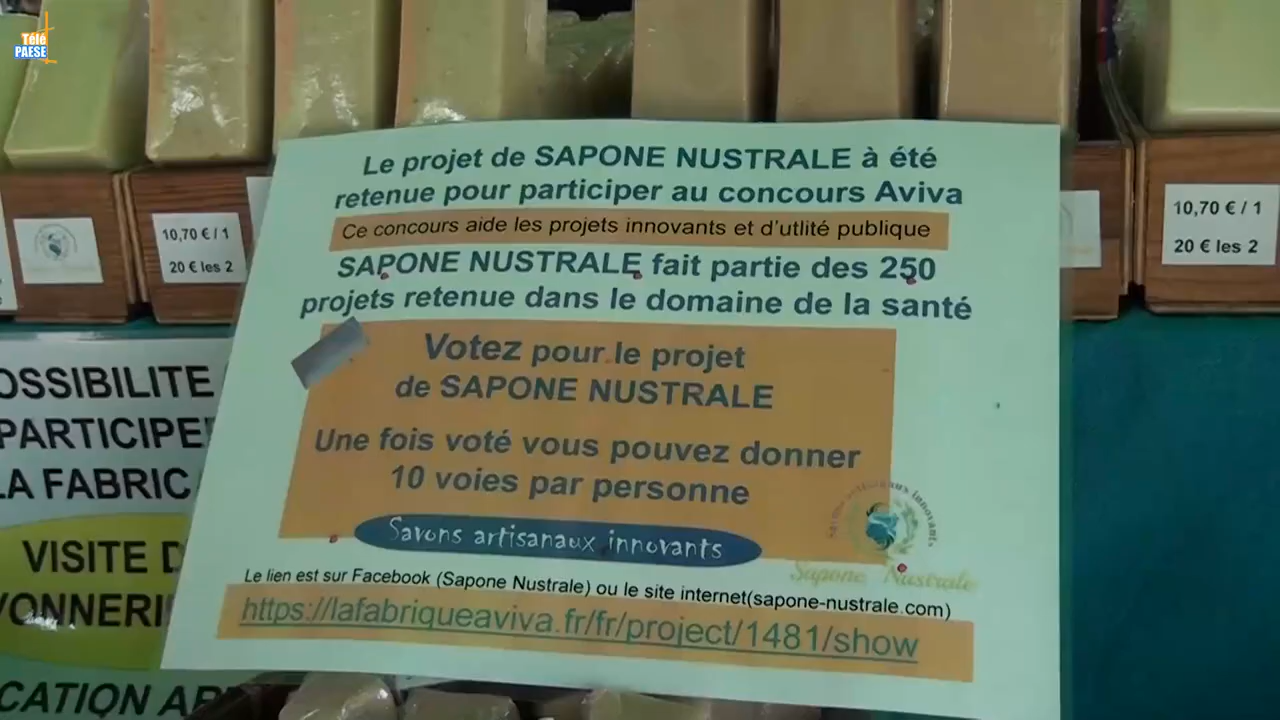 Télé
PAESE
Le projet de SAPONE NUSTRALE à été
retenue pour participer au concours Aviva
Ce concours aide les projets innovants et d'utlité publique
SAPONE NUSTRALE fait partie des 250
projets retenue dans le domaine de la santé
Votez pour le projet
de SAPONE NUSTRALE
Une fois voté vous pouvez donner
10 voies par personne
Savons artisanaux innovants
Sapone Nustrale
Le lien est sur Facebook (Sapone Nustrale) ou le site internet(sapone-nustrale.com)
https://lafabriqueaviva.fr/fr/project/1481/show
10,70 € / 1
20 € les 2
10,70 € / 1
20 € les 2
OSSIBILITE
PARTICIPE
LA FABRIC
VISITE D
VONNERI
CATION AR